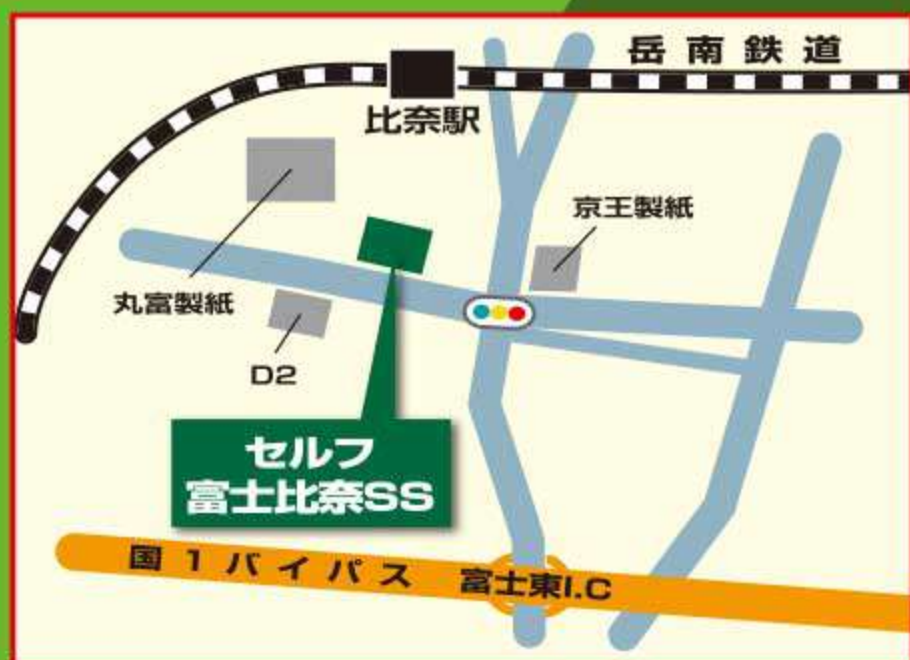 岳南鉄道
比奈駅
京王製紙
丸富製紙
D2
セルフ
富士比奈SS
国1バイパス 富士東I.C